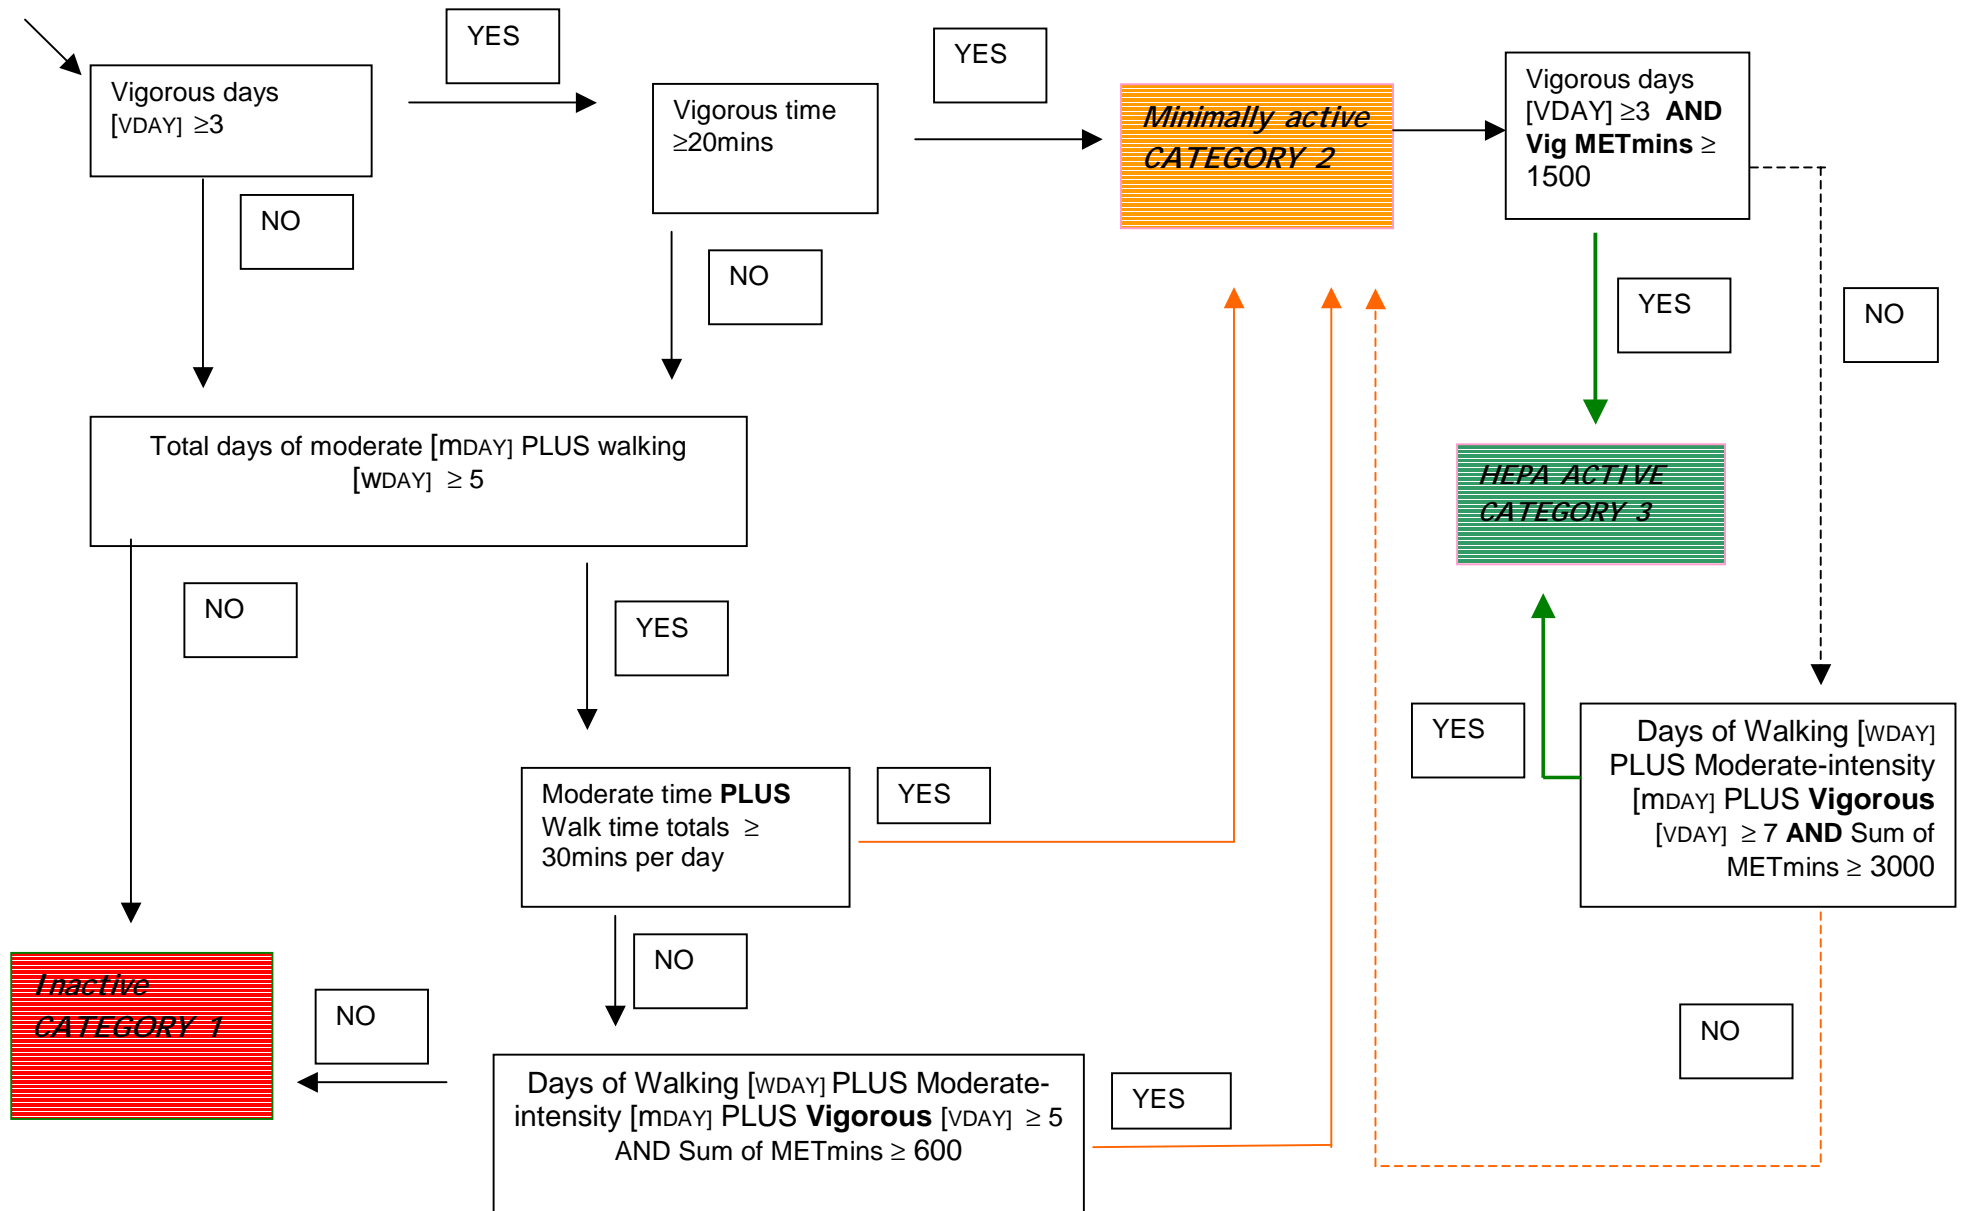 YES
YES
Vigorous days
[VDAY] ≥3
Vigorous time
≥20mins
Minimally active
CATEGORY 2
Vigorous days
[VDAY] ≥3 AND
Vig METmins ≥
1500
NO
NO
YES
NO
Total days of moderate [mDAY] PLUS walking
[WDAY] ≥ 5
HEPA ACTIVE
CATEGORY 3
NO
YES
YES
Days of Walking [WDAY]
PLUS Moderate-intensity
[mDAY] PLUS Vigorous
[VDAY] ≥ 7 AND Sum of
METmins ≥ 3000
Moderate time PLUS
Walk time totals ≥
30mins per day
YES
NO
Inactive
CATEGORY 1
NO
NO
Days of Walking [WDAY] PLUS Moderate-
intensity [mDAY] PLUS Vigorous [VDAY] ≥ 5
AND Sum of METmins ≥ 600
YES